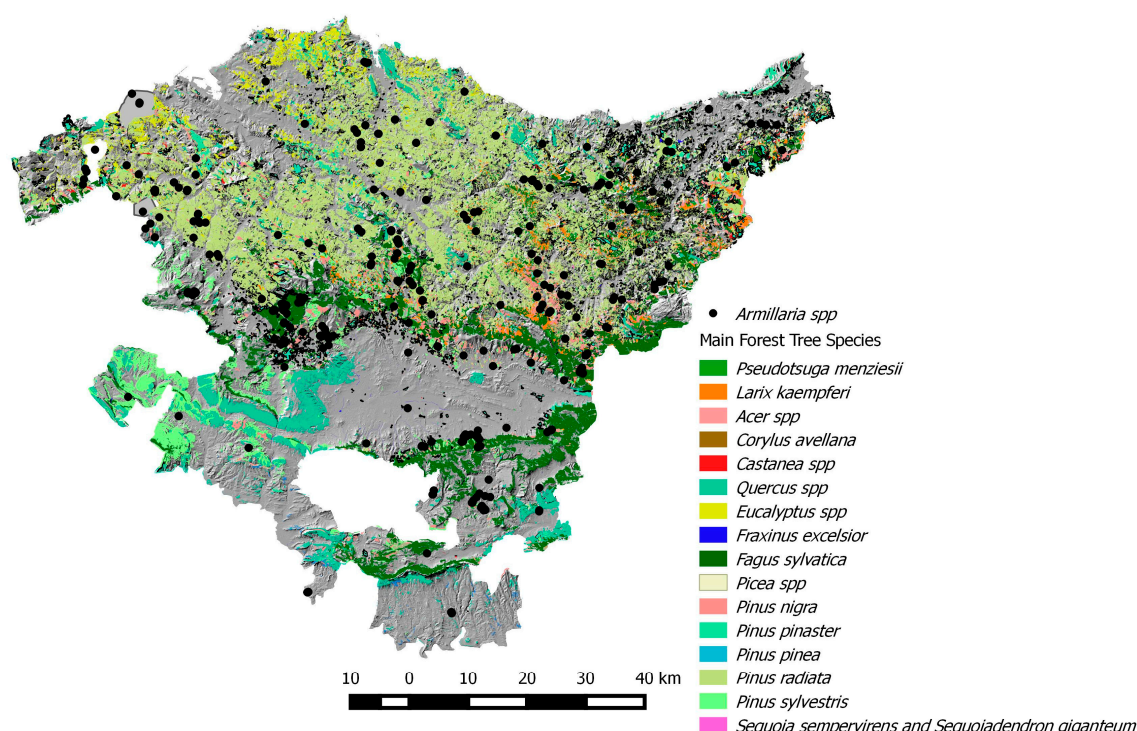 Armillaria spp
Main Forest Tree Species
Pseudotsuga menziesii
Larix kaempferi
Acer spp
Corylus avellana
Castanea spp
Quercus spp
Eucalyptus spp
Fraxinus excelsior
Fagus sylvatica
Picea spp
Pinus nigra
Pinus pinaster
Pinus pinea
Pinus radiata
Pinus sylvestris
Sequoia sempervirens and Sequoiadendron giganteum
10 0 10 20 30 40 km